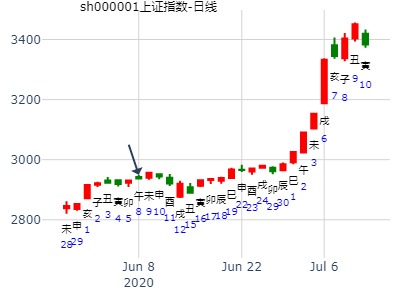 sh000001上证指数-日线
3400
3200
3000
2800
未 申 亥 子 丑 寅 卯 午 未 申 酉 戌 丑 寅 卯 辰 巳 申 酉 戌 卯 辰 巳 午 未 戌 亥 子 丑 寅
28 29 1 2 3 4 5 8 9 10 11 12 15 16 17 18 19 22 23 24 29 30 1 2 3 6 7 8 9 10
Jun 8 Jun 22 Jul 6
2020